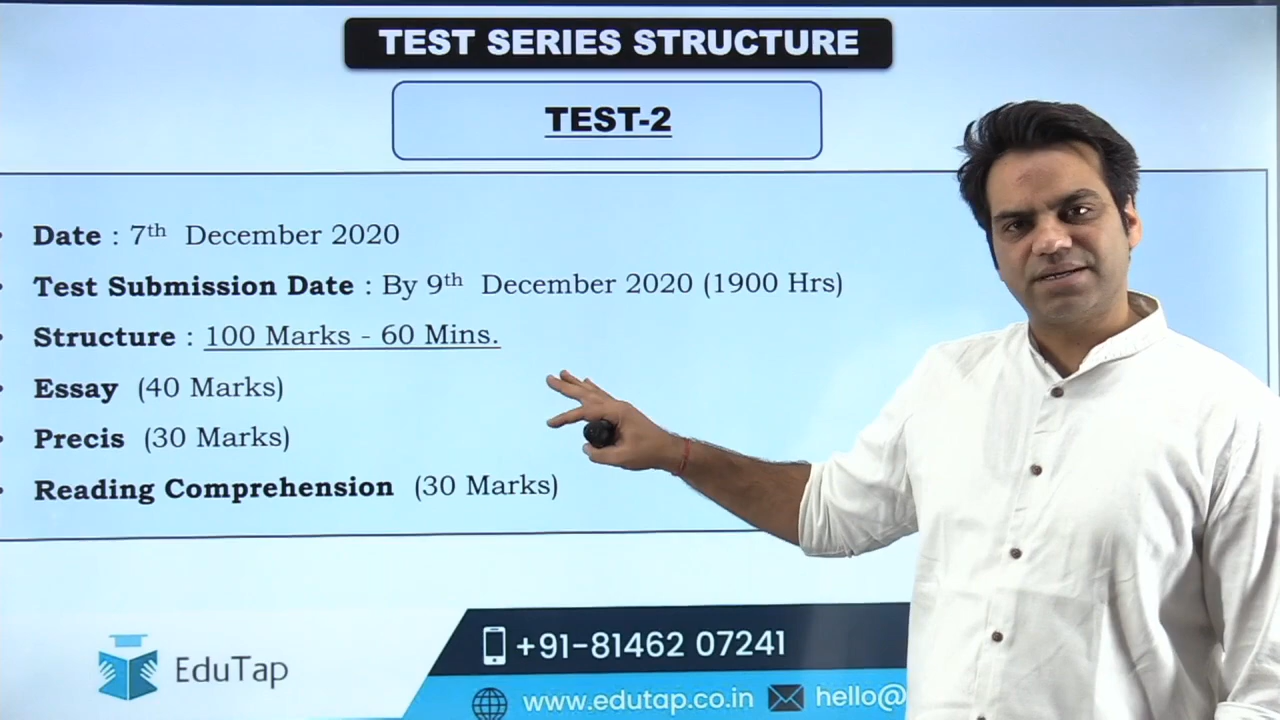 TEST SERIES STRUCTURE
TEST-2
Date : 7th December 2020
Test Submission Date : By 9th December 2020 (1900 Hrs)
Structure : 100 Marks - 60 Mins.
Essay (40 Marks)
Precis (30 Marks)
Reading Comprehension (30 Marks)
EduTap
+91-81462 07241
www.edutap.co.in hello@